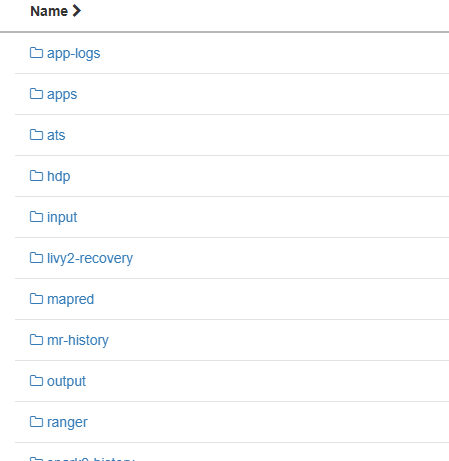 Name
app-logs
apps
ats
hdp
input
livy2-recovery
mapred
mr-history
output
ranger